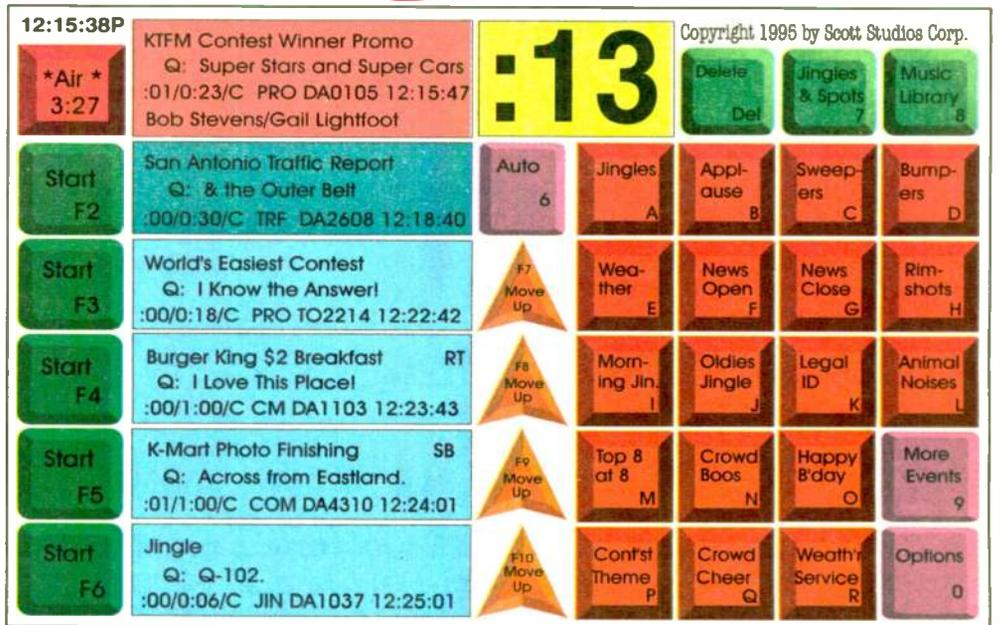 12:15:38P
*Air *
3:27
KTFM Contest Winner Promo
Q: Super Stars and Super Cars
:01/0:23/C PRO DA0105 12:15:47
Bob Stevens/Gail Lightfoot
:13
Copyright 1995 by Scott Studios Corp.
Delete
Del
Jingles
& Spots
7
Music
Library
8
Start
F2
San Antonio Traffic Report
Q: & the Outer Belt
:00/0:30/C TRF DA2608 12:18:40
Auto
6
Jingles
A
Appl-
ause
B
Sweep-
ers
C
Bump-
ers
D
Start
F3
World's Easiest Contest
Q: I Know the Answer!
:00/0:18/C PRO TO2214 12:22:42
F7
Move
Up
Wea-
ther
E
News
Open
F
News
Close
G
Rim-
shots
H
Start
F4
Burger King $2 Breakfast RT
Q: I Love This Place!
:00/1:00/C CM DA1103 12:23:43
F8
Move
Up
Morn-
ing Jin.
I
Oldies
Jingle
J
Legal
ID
K
Animal
Noises
L
Start
F5
K-Mart Photo Finishing SB
Q: Across from Eastland.
:01/1:00/C COM DA4310 12:24:01
F9
Move
Up
Top 8
at 8
M
Crowd
Boos
N
Happy
B'day
O
More
Events
9
Start
F6
Jingle
Q: Q-102.
:00/0:06/C JIN DA1037 12:25:01
F10
Move
Up
Cont'st
Theme
P
Crowd
Cheer
Q
Weath'r
Service
R
Options
0